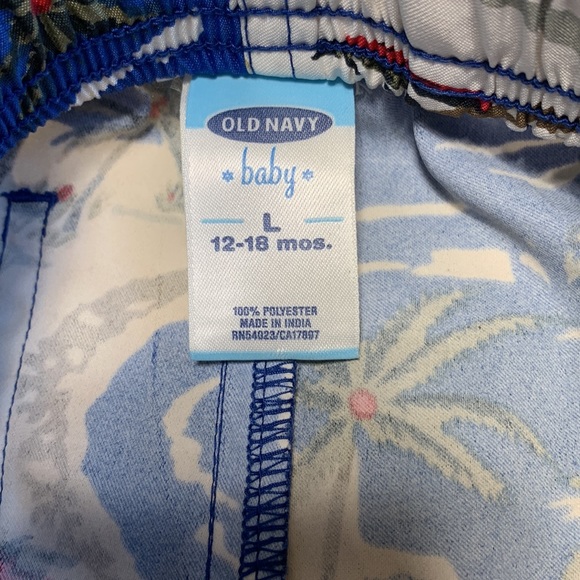 OLD NAVY
baby
L
12-18 mos.
100% POLYESTER
MADE IN INDIA
RN54023/CA17897